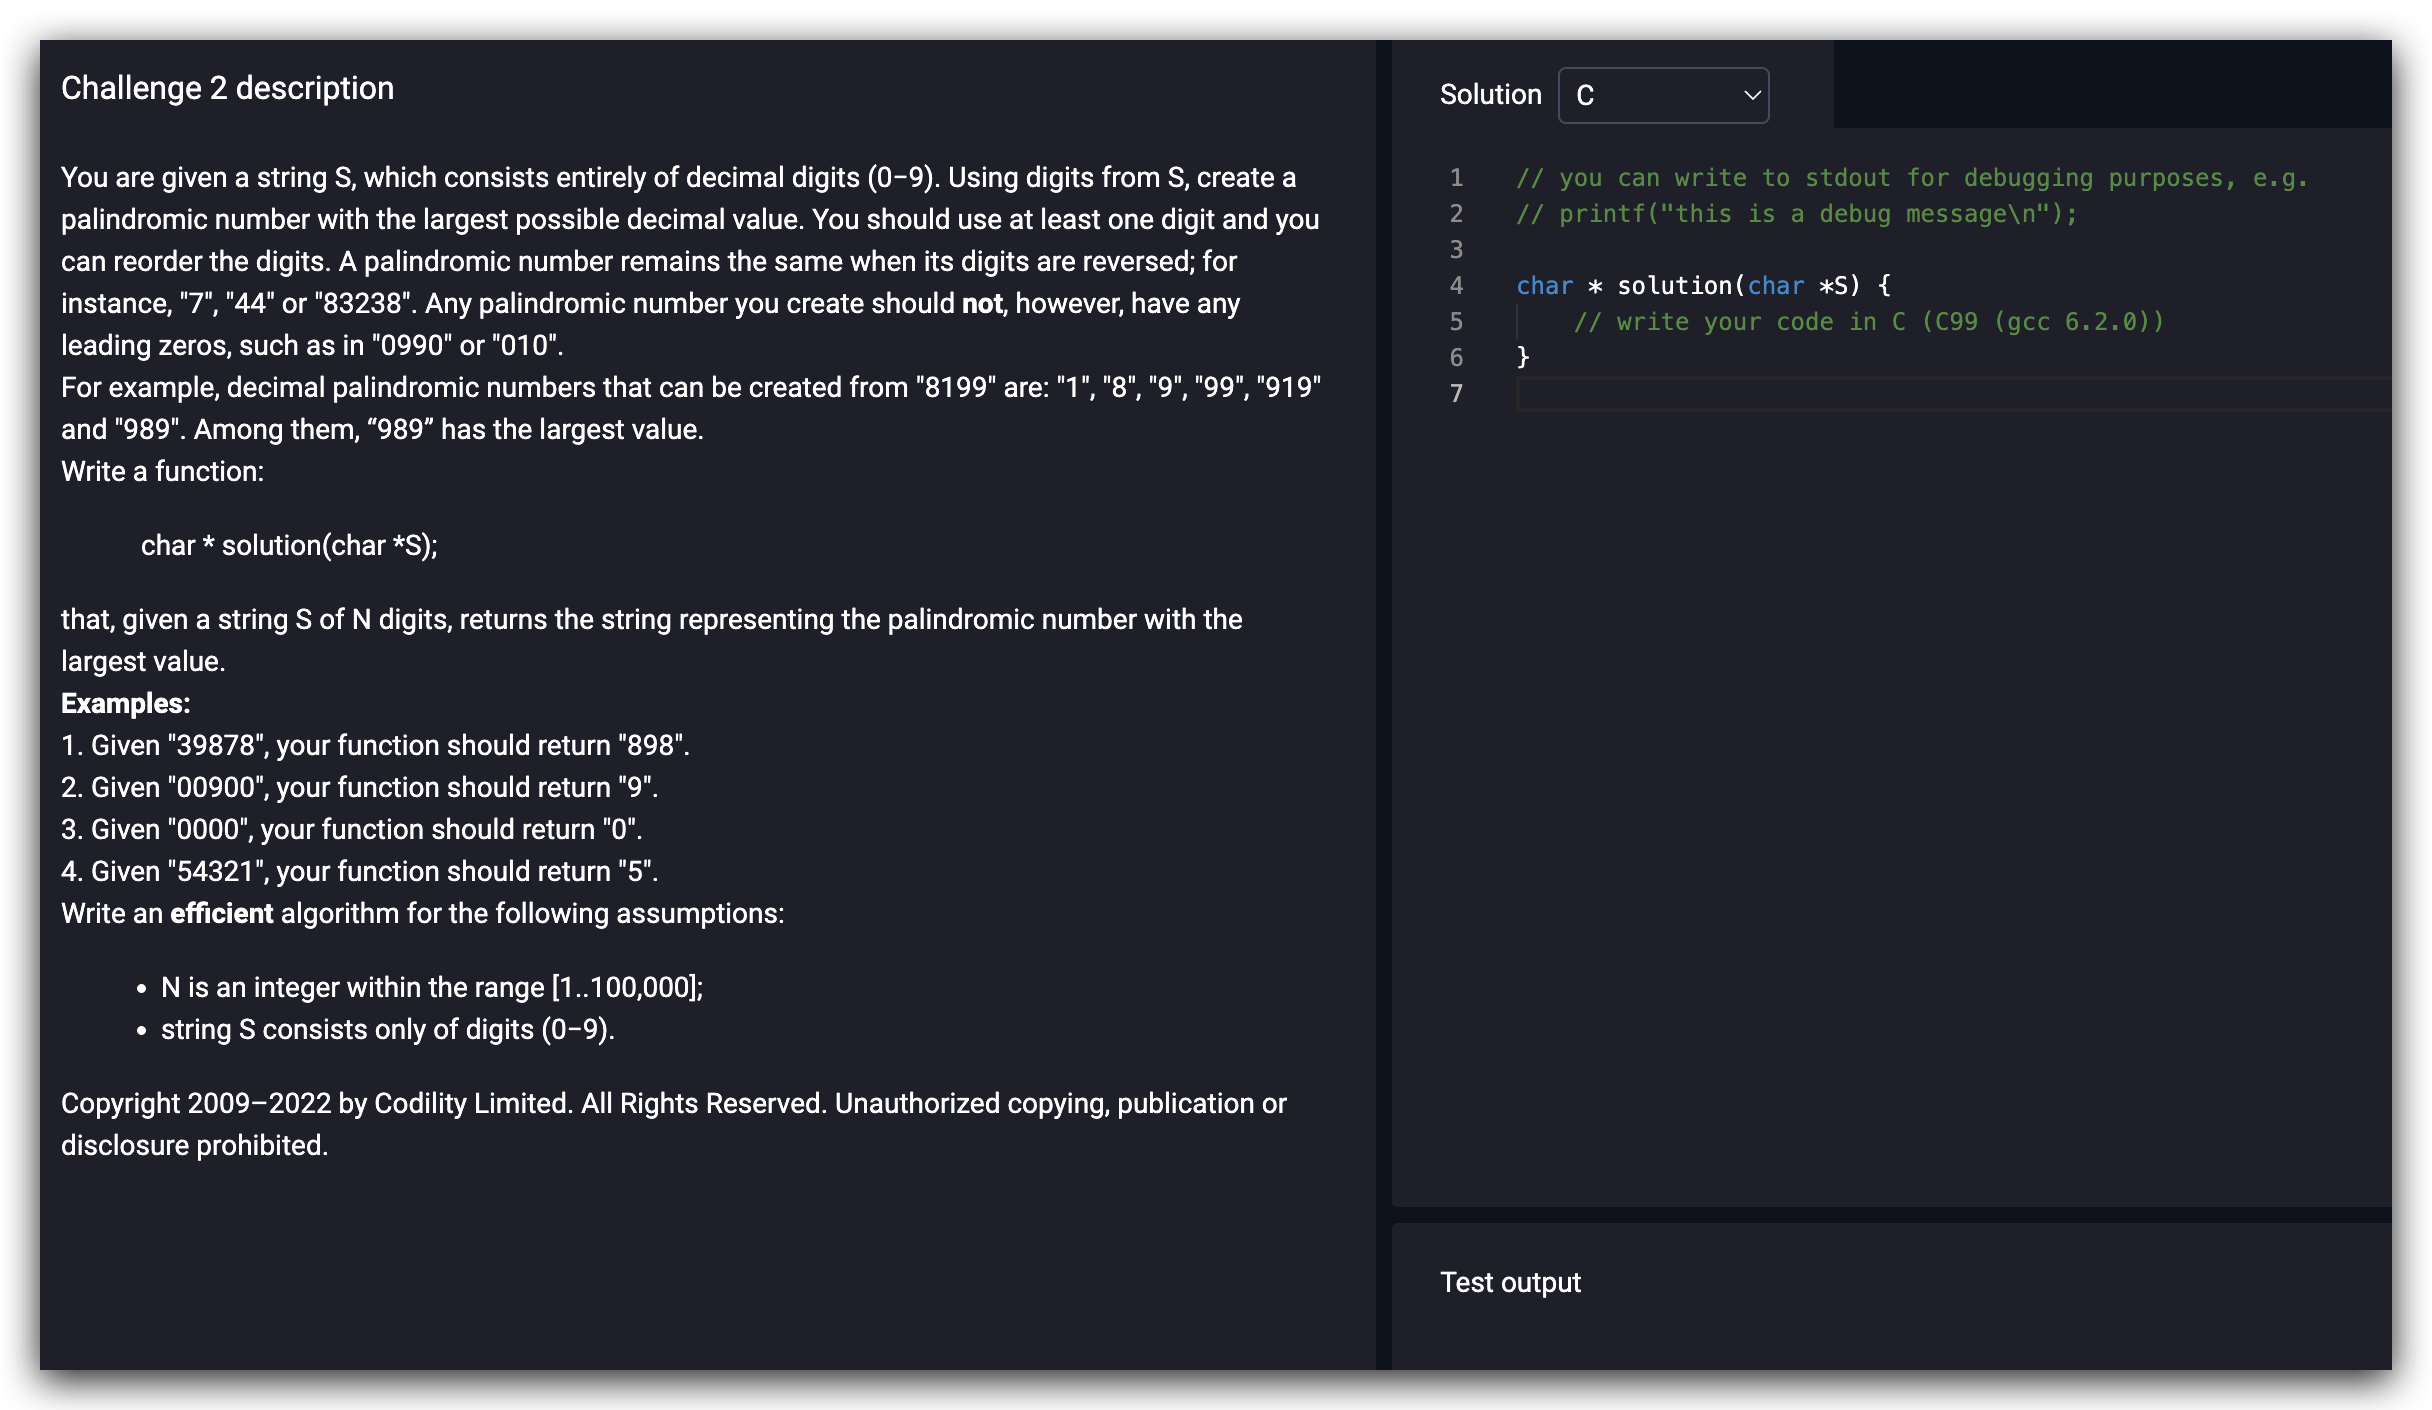 Challenge 2 description
You are given a string S, which consists entirely of decimal digits (0−9). Using digits from S, create a
palindromic number with the largest possible decimal value. You should use at least one digit and you
can reorder the digits. A palindromic number remains the same when its digits are reversed; for
instance, "7", "44" or "83238". Any palindromic number you create should not, however, have any
leading zeros, such as in "0990" or "010".
For example, decimal palindromic numbers that can be created from "8199" are: "1", "8", "9", "99", "919"
and "989". Among them, “989” has the largest value.
Write a function:
char * solution(char *S);
that, given a string S of N digits, returns the string representing the palindromic number with the
largest value.
Examples:
1. Given "39878", your function should return "898".
2. Given "00900", your function should return "9".
3. Given "0000", your function should return "0".
4. Given "54321", your function should return "5".
Write an efficient algorithm for the following assumptions:
• N is an integer within the range [1..100,000];
• string S consists only of digits (0−9).
Copyright 2009–2022 by Codility Limited. All Rights Reserved. Unauthorized copying, publication or
disclosure prohibited.
Solution C
1 // you can write to stdout for debugging purposes, e.g.
2 // printf("this is a debug message\n");
3
4 char * solution(char *S) {
5     // write your code in C (C99 (gcc 6.2.0))
6 }
7
Test output